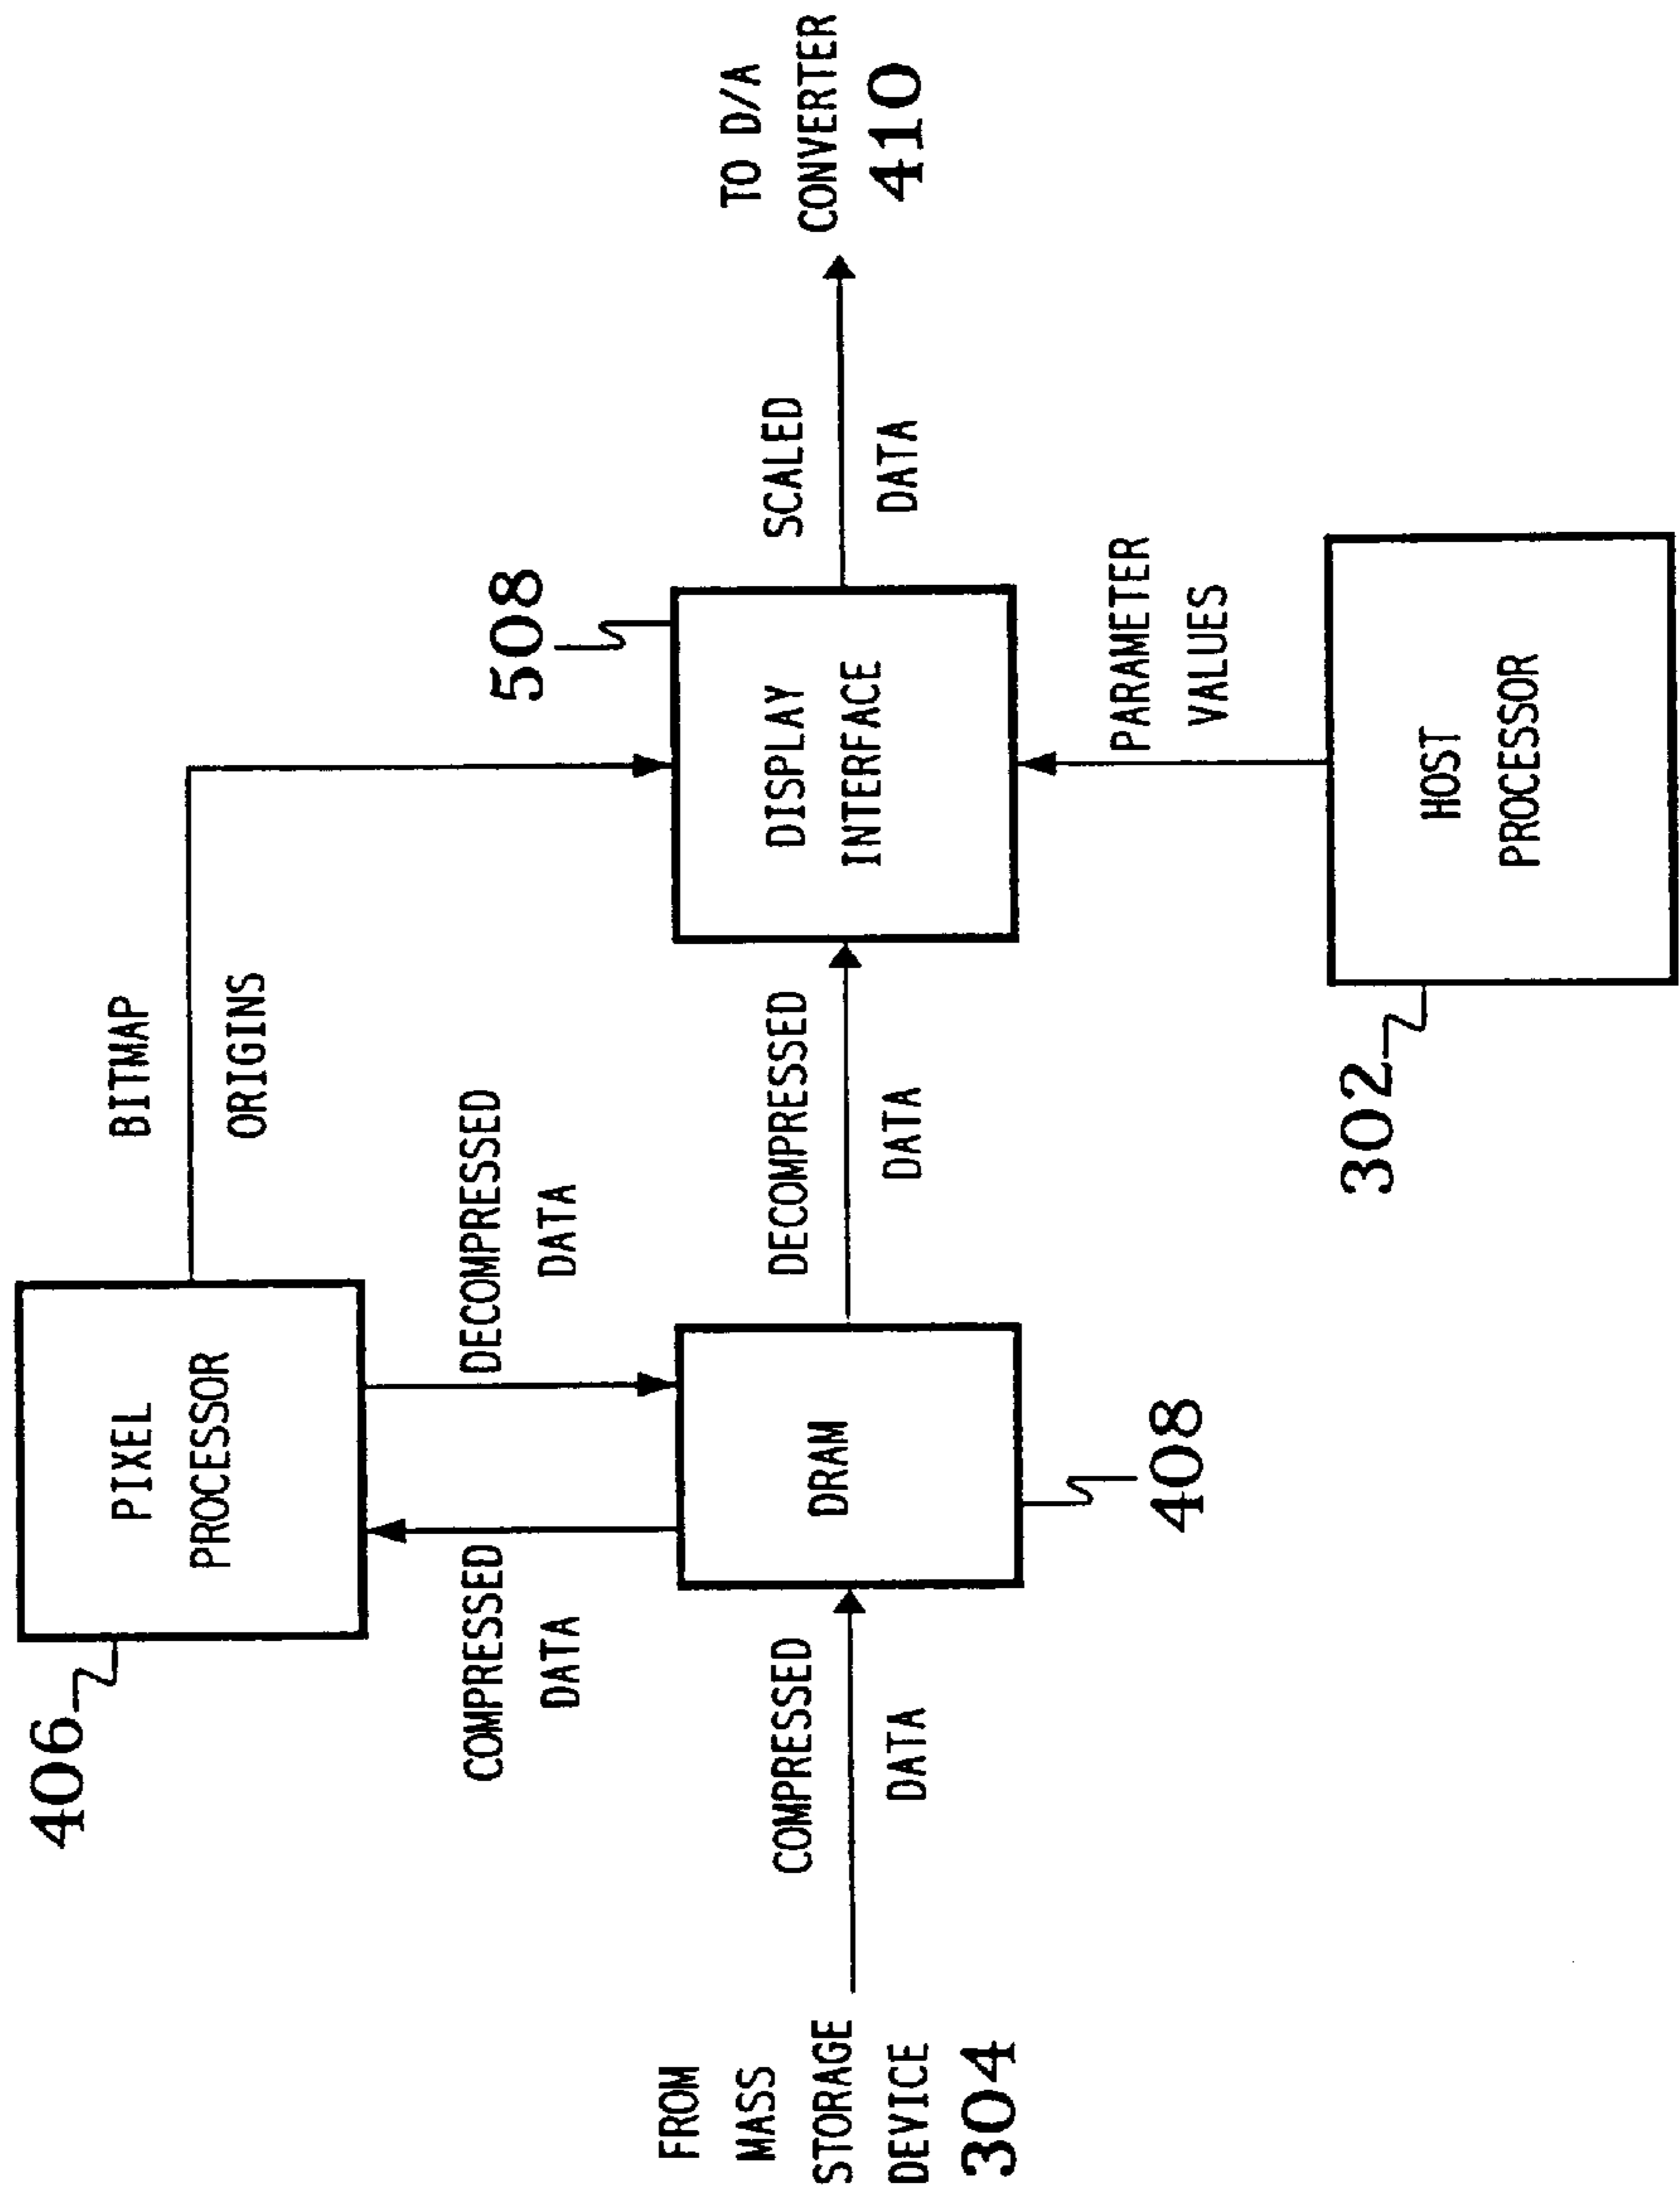 406
PIXEL
PROCESSOR
BITMAP
ORIGINS
COMPRESSED
DATA
DECOMPRESSED
DATA
508
FROM
MASS
STORAGE
DEVICE
304
COMPRESSED
DATA
DRAM
408
DECOMPRESSED
DATA
DISPLAY
INTERFACE
SCALED
DATA
TO D/A
CONVERTER
410
PARAMETER
VALUES
302
HOST
PROCESSOR